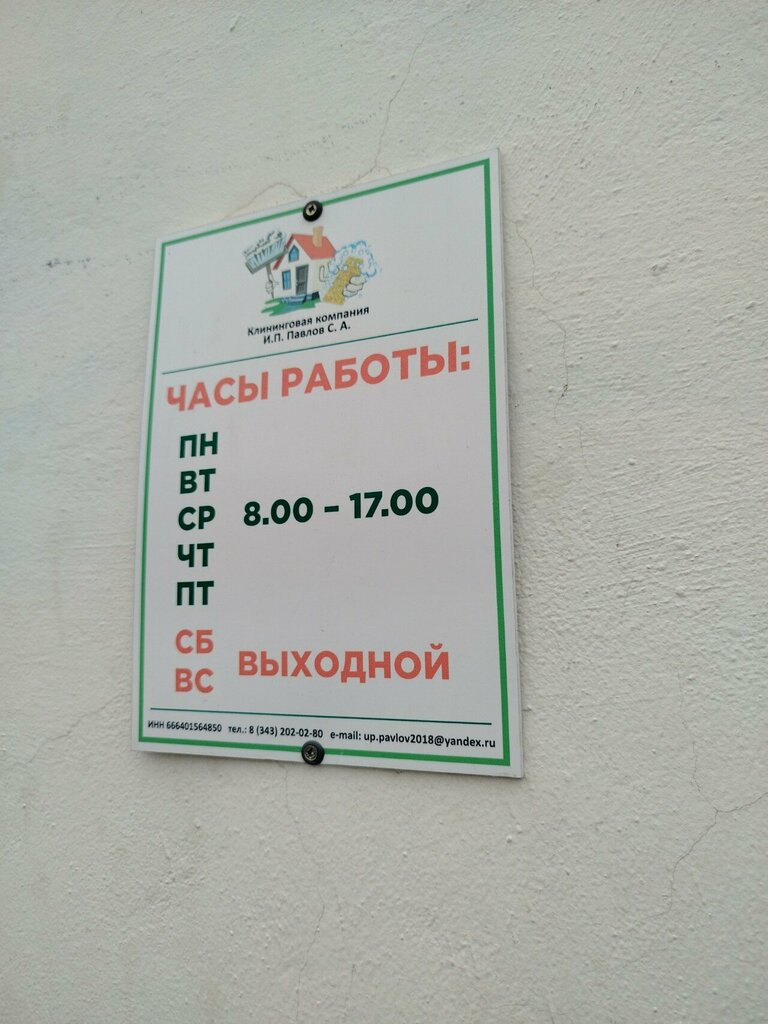 Клининговая компания
И.П. Павлов С. А.
ЧАСЫ РАБОТЫ:
ПН
ВТ
СР 8.00 - 17.00
ЧТ
ПТ
СБ
ВС ВЫХОДНОЙ
ИНН 666401564850 тел.: 8 (343) 202-02-80 e-mail: up.pavlov2018@yandex.ru